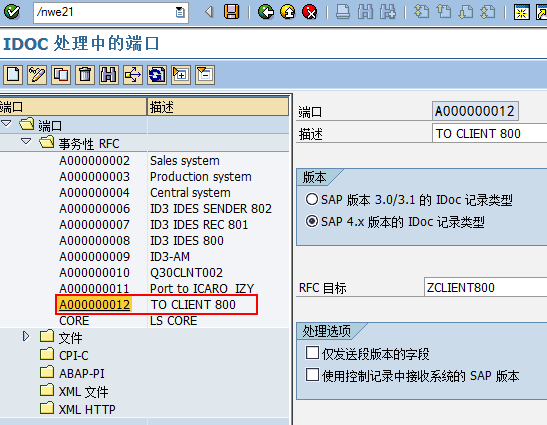 /nwe21
IDOC 处理中的端口
端口 描述
端口
事务性 RFC
A000000002 Sales system
A000000003 Production system
A000000004 Central system
A000000006 ID3 IDES SENDER 802
A000000007 ID3 IDES REC 801
A000000008 ID3 IDES 800
A000000009 ID3-AM
A000000010 Q30CLNT002
A000000011 Port to ICARO IZY
A000000012 TO CLIENT 800
CORE LS CORE
文件
CPI-C
ABAP-PI
XML 文件
XML HTTP
端口 A000000012
描述 TO CLIENT 800
版本
SAP 版本 3.0/3.1 的 IDoc 记录类型
SAP 4.x 版本的 IDoc 记录类型
RFC 目标 ZCLIENT800
处理选项
仅发送段版本的字段
使用控制记录中接收系统的 SAP 版本